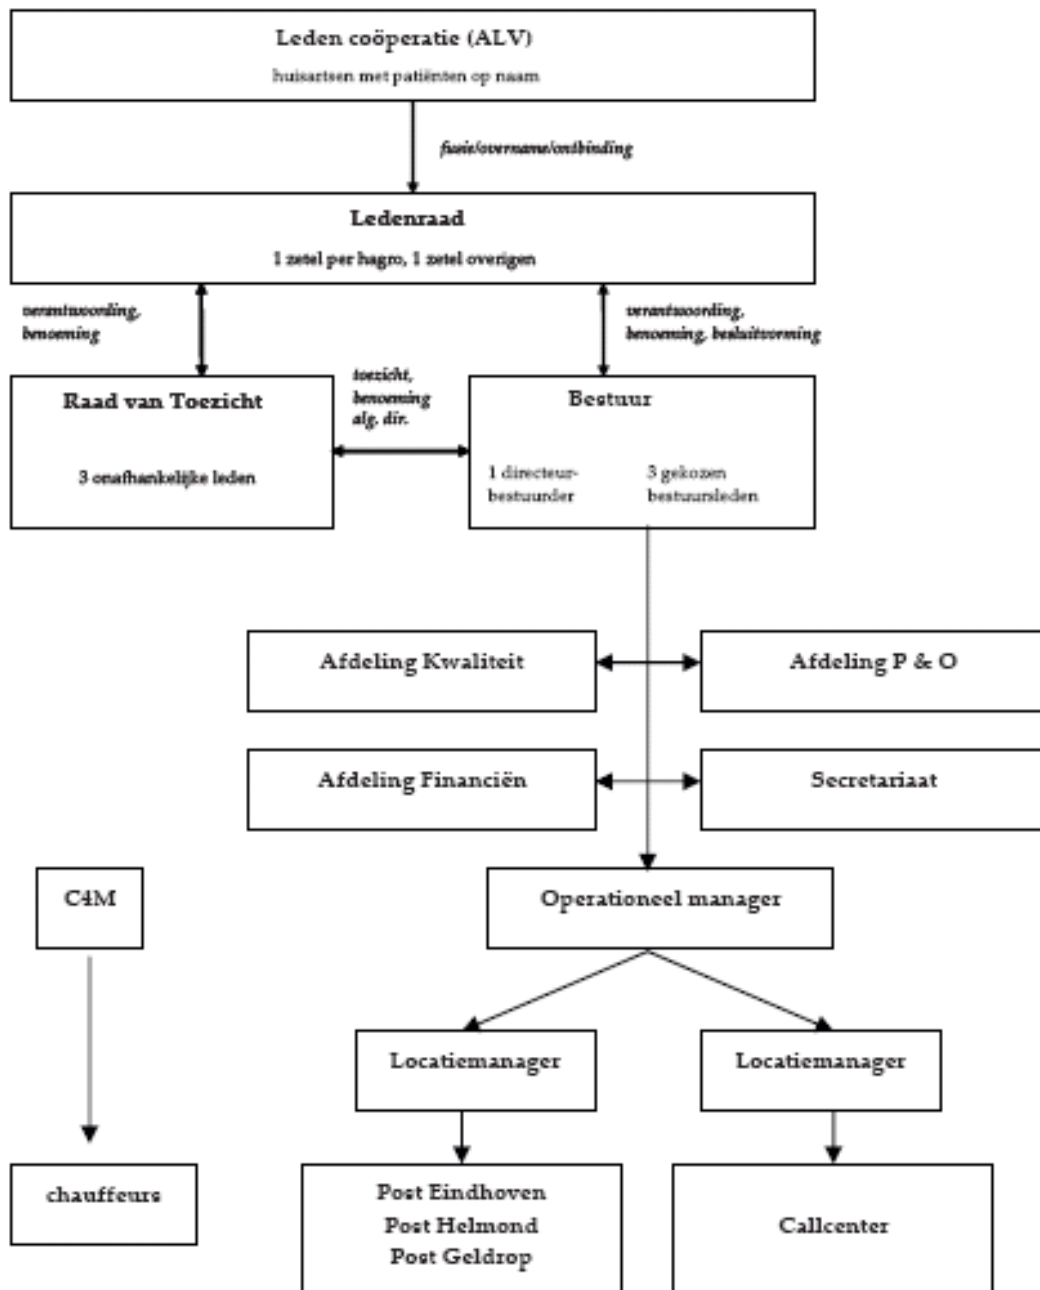 Leden coöperatie (ALV)
huisartsen met patiënten op naam
fusie/overname/ontbinding
Ledenraad
1 zetel per hagro, 1 zetel overigen
verantwoording,
benoeming
verantwoording,
benoeming, besluitvorming
toezicht,
benoeming
alg. dir.
Raad van Toezicht
3 onafhankelijke leden
Bestuur
1 directeur-
bestuurder
3 gekozen
bestuursleden
Afdeling Kwaliteit
Afdeling P & O
Afdeling Financiën
Secretariaat
C4M
Operationeel manager
Locatiemanager
Locatiemanager
chauffeurs
Post Eindhoven
Post Helmond
Post Geldrop
Callcenter